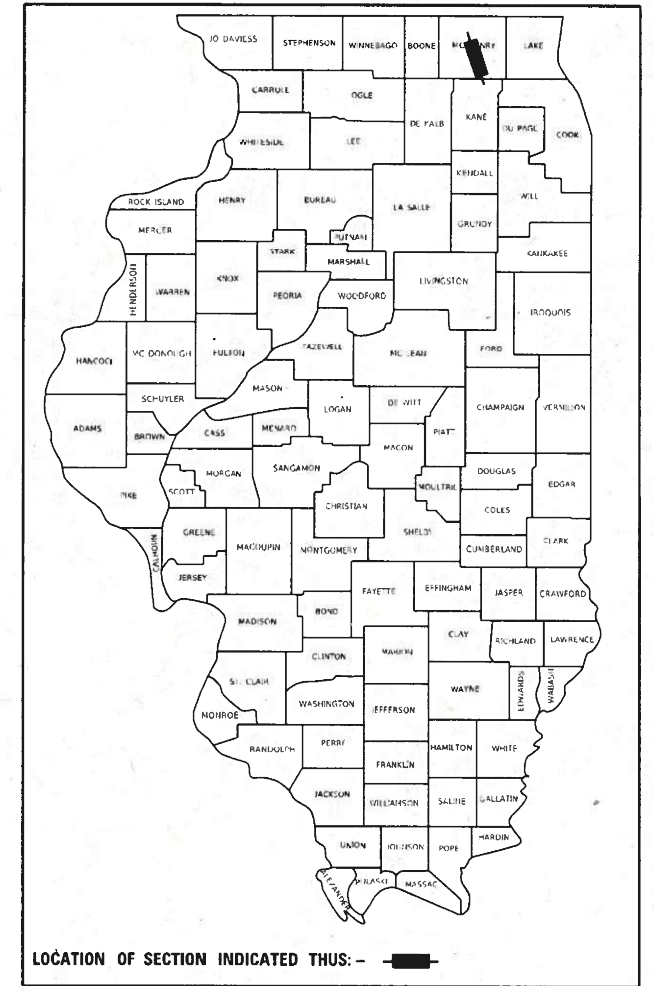 JO DAVIESS STEPHENSON WINNEBAGO BOONE LAKE
CARROLL OGLE
DE KALB KANE DU PAGE COOK
WHITESIDE LEE
KENDALL
ROCK ISLAND HENRY BUREAU LA SALLE WILL
GRUNDY
MERCER PUTNAM
STARK KANKAKEE
MARSHALL
HENDERSON WARREN KNOX PEORIA WOODFORD LIVINGSTON
IROQUOIS
HANCOCK MC DONOUGH FULTON TAZEWELL MC LEAN FORD
MASON
SCHUYLER LOGAN DE WITT CHAMPAIGN VERMILION
ADAMS BROWN CASS MENARD MACON PIATT
MORGAN SANGAMON DOUGLAS
PIKE SCOTT MOULTRIE EDGAR
CHRISTIAN COLES
CALHOUN GREENE MACOUPIN MONTGOMERY SHELBY CLARK
CUMBERLAND
JERSEY
FAYETTE EFFINGHAM JASPER CRAWFORD
MADISON BOND
CLAY RICHLAND LAWRENCE
CLINTON MARION
ST. CLAIR WAYNE EDWARDS WABASH
WASHINGTON JEFFERSON
MONROE
RANDOLPH PERRY HAMILTON WHITE
FRANKLIN
JACKSON WILLIAMSON SALINE GALLATIN
UNION JOHNSON POPE HARDIN
ALEXANDER PULASKI MASSAC
LOCATION OF SECTION INDICATED THUS: –